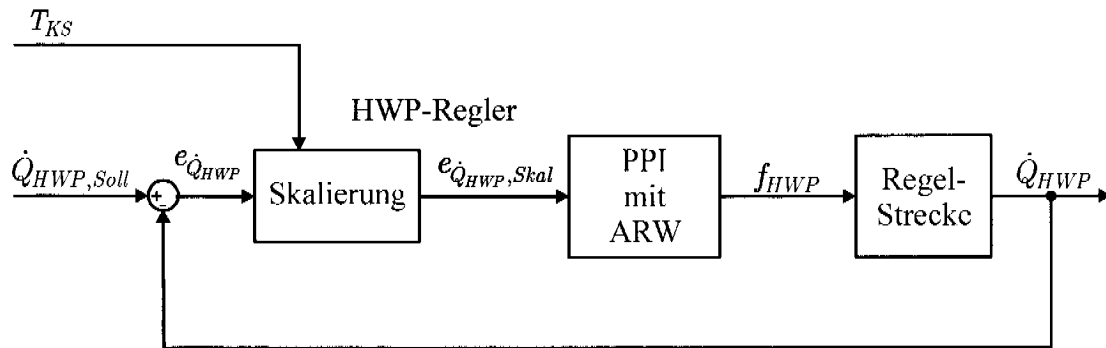 T_KS
HWP-Regler
Q̇_HWP,Soll
+
-
e_Q̇_HWP
Skalierung
e_Q̇_HWP,Skal
PPI
mit
ARW
f_HWP
Regel-
Strecke
Q̇_HWP